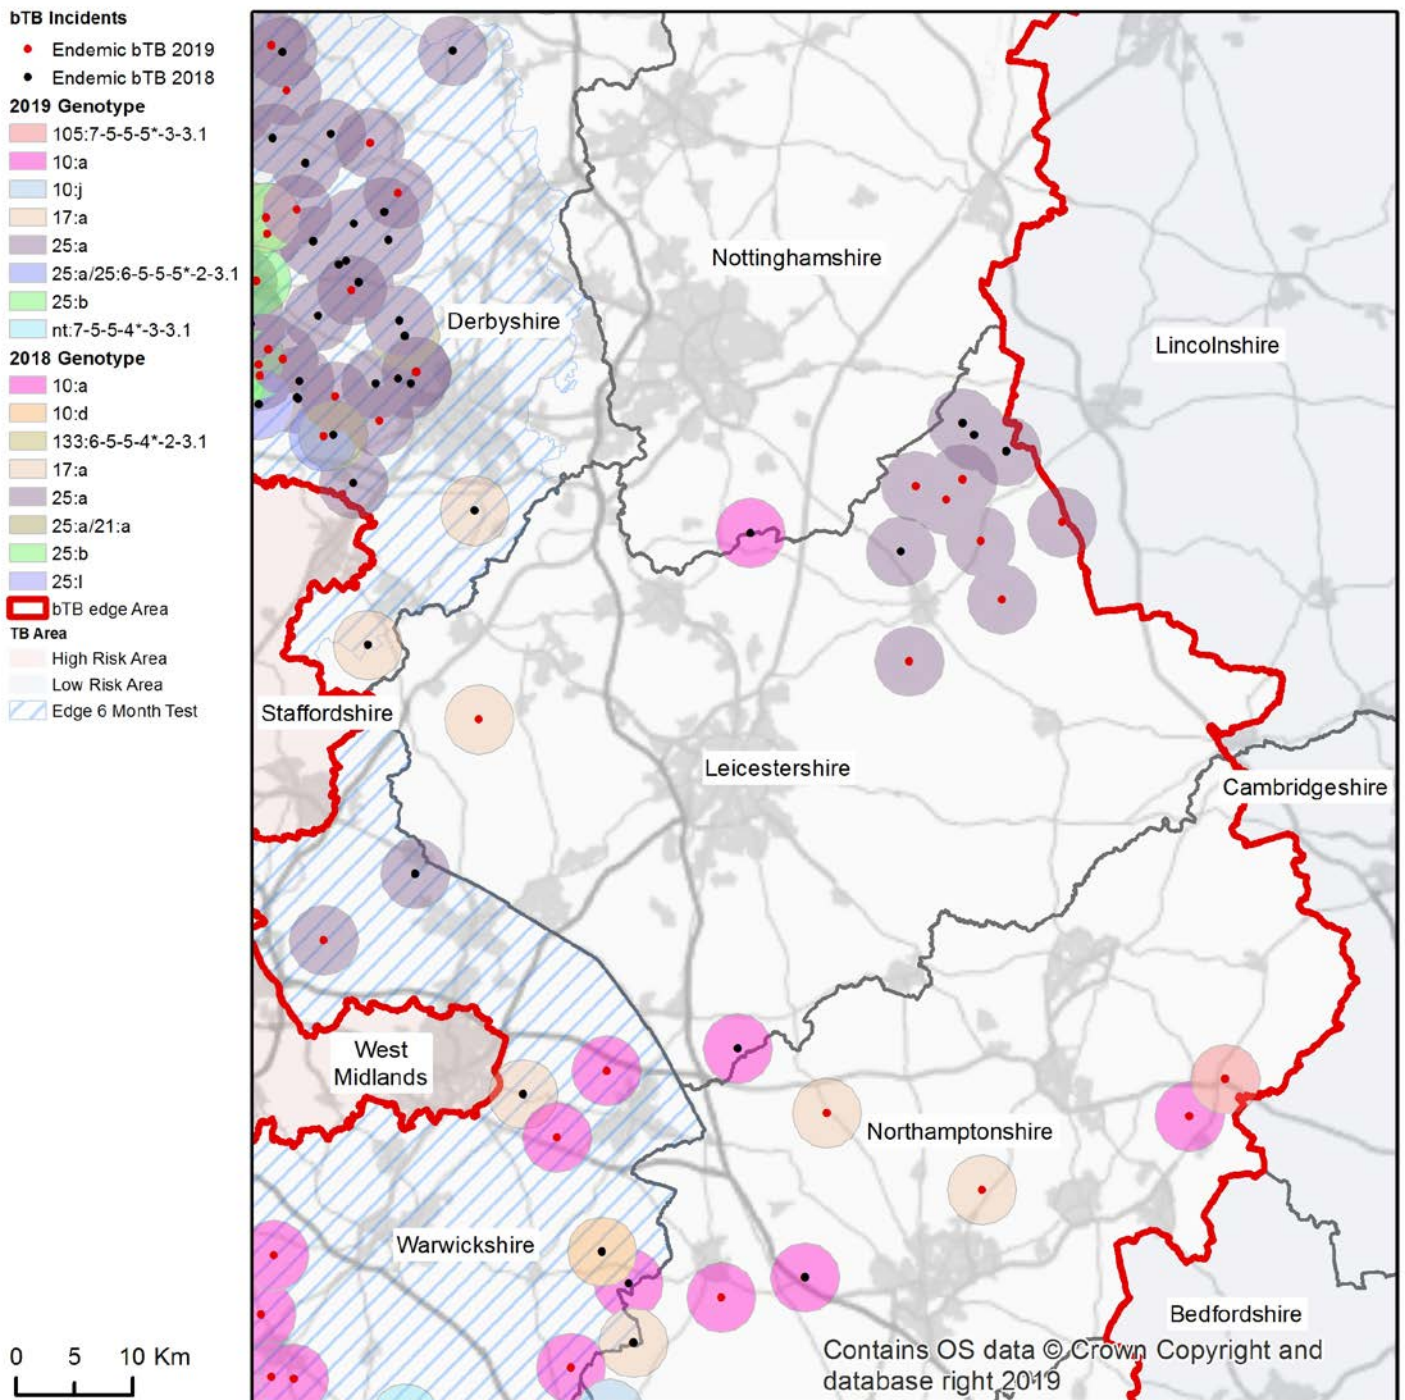 bTB Incidents
Endemic bTB 2019
Endemic bTB 2018
2019 Genotype
105:7-5-5-5*-3-3.1
10:a
10:j
17:a
25:a
25:a/25:6-5-5-5*-2-3.1
25:b
nt:7-5-5-4*-3-3.1
2018 Genotype
10:a
10:d
133:6-5-5-4*-2-3.1
17:a
25:a
25:a/21:a
25:b
25:l
bTB edge Area
TB Area
High Risk Area
Low Risk Area
Edge 6 Month Test
0 5 10 Km
Nottinghamshire
Derbyshire
Lincolnshire
Staffordshire
Leicestershire
Cambridgeshire
West
Midlands
Northamptonshire
Warwickshire
Bedfordshire
Contains OS data © Crown Copyright and
database right 2019